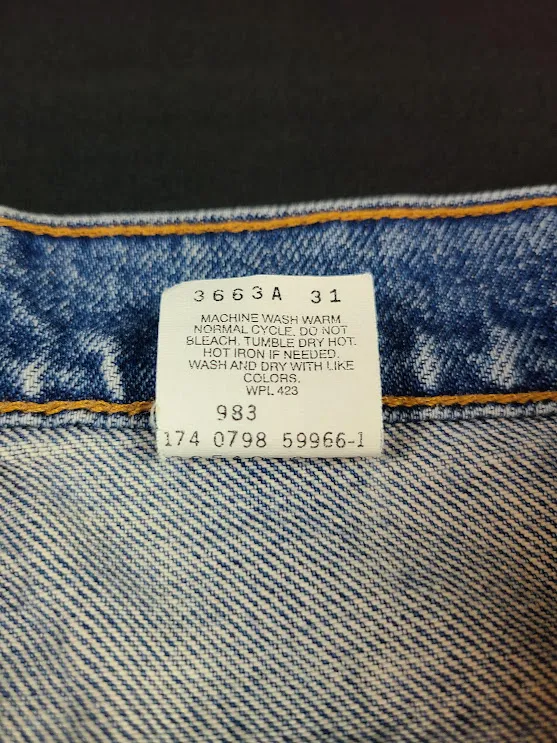 3663A 31
MACHINE WASH WARM
NORMAL CYCLE. DO NOT
BLEACH. TUMBLE DRY HOT.
HOT IRON IF NEEDED.
WASH AND DRY WITH LIKE
COLORS.
WPL 423
983
174 0798 59966-1